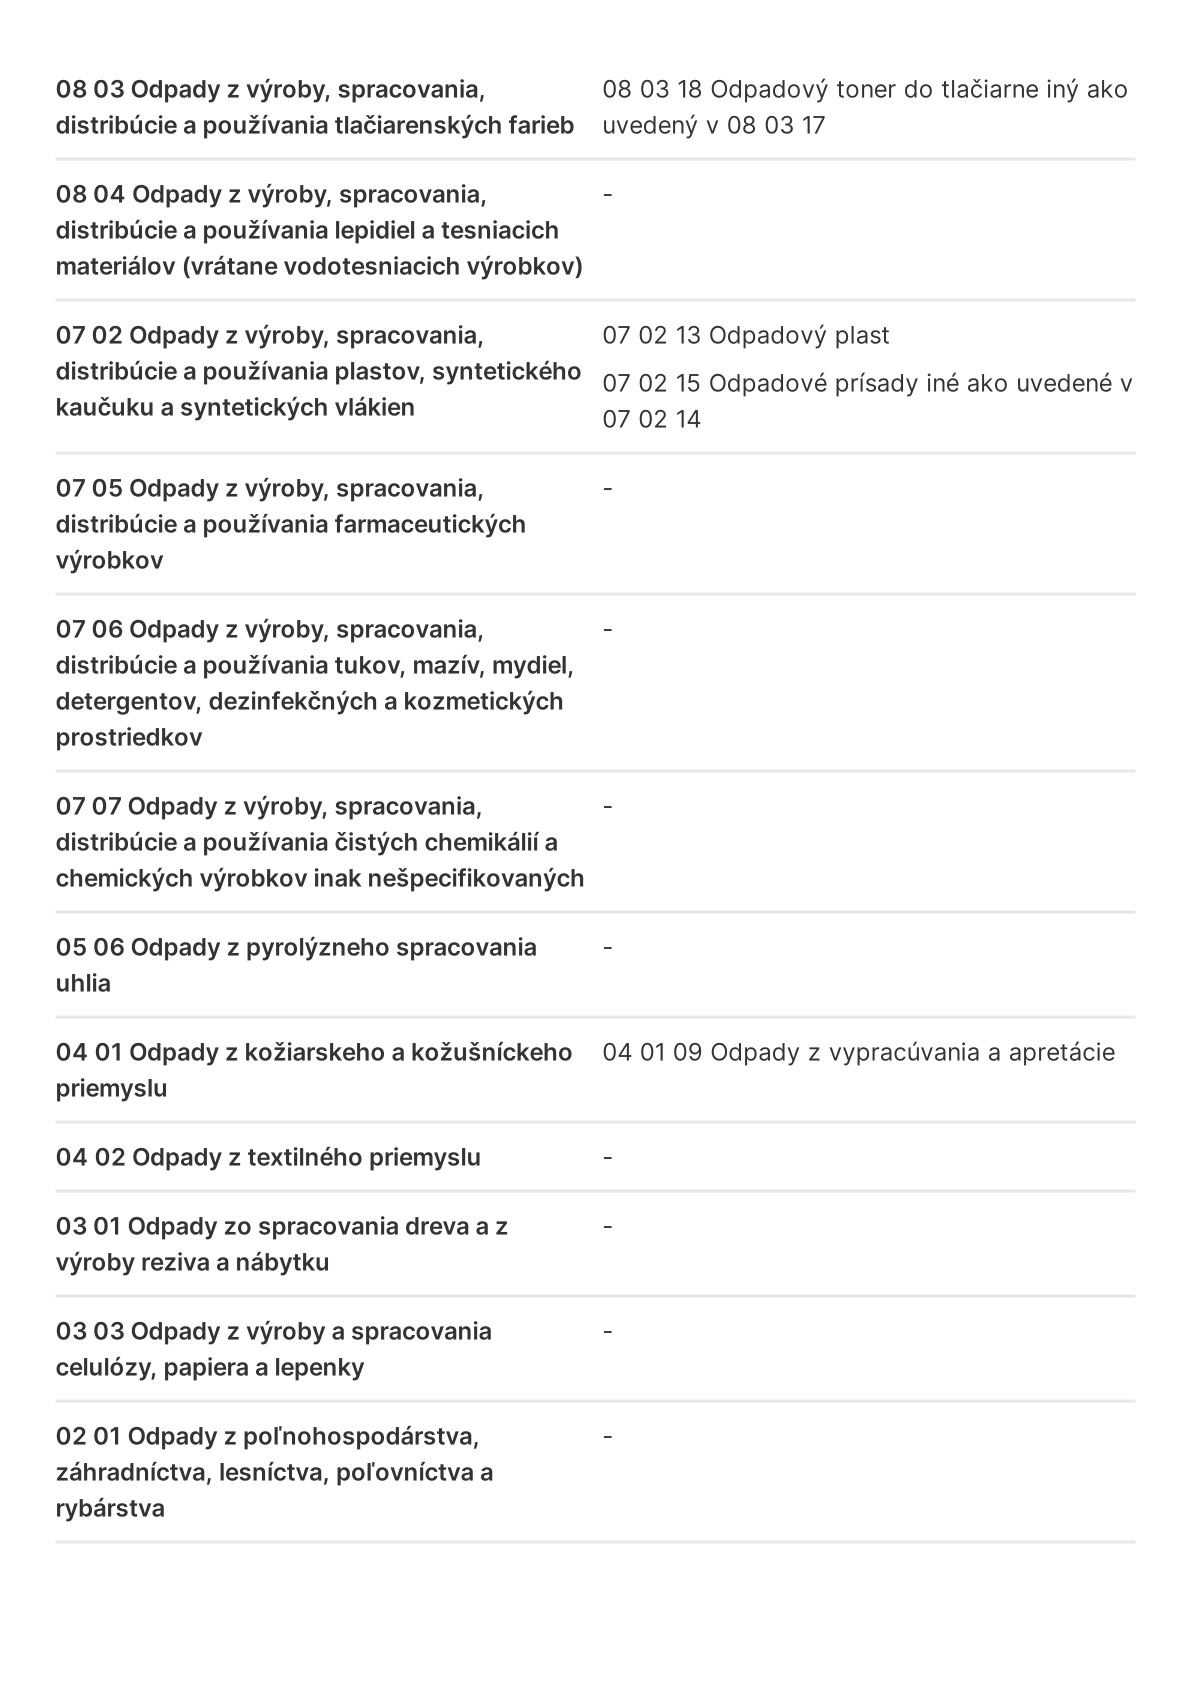 08 03 Odpady z výroby, spracovania,
distribúcie a používania tlačiarenských farieb
08 03 18 Odpadový toner do tlačiarne iný ako
uvedený v 08 03 17
08 04 Odpady z výroby, spracovania,
distribúcie a používania lepidiel a tesniacich
materiálov (vrátane vodotesniacich výrobkov)
-
07 02 Odpady z výroby, spracovania,
distribúcie a používania plastov, syntetického
kaučuku a syntetických vlákien
07 02 13 Odpadový plast
07 02 15 Odpadové prísady iné ako uvedené v
07 02 14
07 05 Odpady z výroby, spracovania,
distribúcie a používania farmaceutických
výrobkov
-
07 06 Odpady z výroby, spracovania,
distribúcie a používania tukov, mazív, mydiel,
detergentov, dezinfekčných a kozmetických
prostriedkov
-
07 07 Odpady z výroby, spracovania,
distribúcie a používania čistých chemikálií a
chemických výrobkov inak nešpecifikovaných
-
05 06 Odpady z pyrolýzneho spracovania
uhlia
-
04 01 Odpady z kožiarskeho a kožušníckeho
priemyslu
04 01 09 Odpady z vypracúvania a apretácie
04 02 Odpady z textilného priemyslu
-
03 01 Odpady zo spracovania dreva a z
výroby reziva a nábytku
-
03 03 Odpady z výroby a spracovania
celulózy, papiera a lepenky
-
02 01 Odpady z poľnohospodárstva,
záhradníctva, lesníctva, poľovníctva a
rybárstva
-